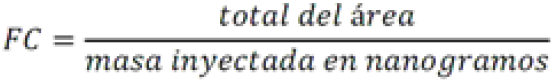 FC = total del área
masa inyectada en nanogramos